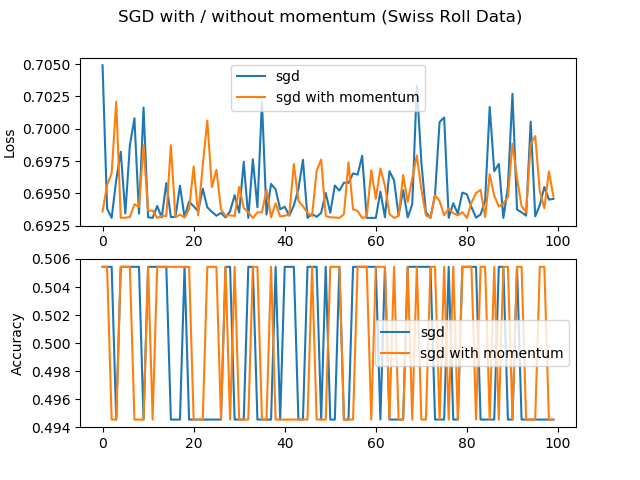 SGD with / without momentum (Swiss Roll Data)
0.7050
0.7025
0.7000
0.6975
0.6950
0.6925
Loss
sgd
sgd with momentum
0 20 40 60 80 100
0.506
0.504
0.502
0.500
0.498
0.496
0.494
Accuracy
sgd
sgd with momentum
0 20 40 60 80 100